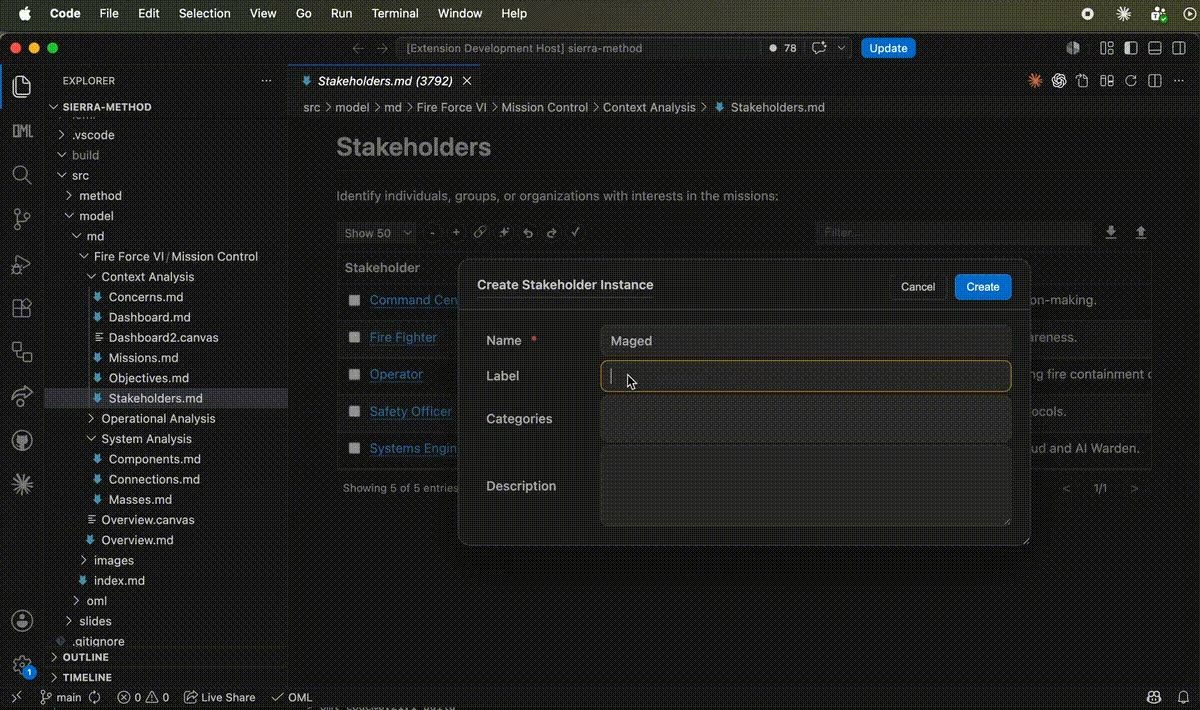 Code File Edit Selection View Go Run Terminal Window Help
[Extension Development Host] sierra-method 78 Update
EXPLORER
SIERRA-METHOD
.vscode
build
src
method
model
md
Fire Force VI / Mission Control
Context Analysis
Concerns.md
Dashboard.md
Dashboard2.canvas
Missions.md
Objectives.md
Stakeholders.md
Operational Analysis
System Analysis
Components.md
Connections.md
Masses.md
Overview.canvas
Overview.md
images
index.md
oml
slides
.gitignore
OUTLINE
TIMELINE
OML
1
Stakeholders.md (3792)
src > model > md > Fire Force VI > Mission Control > Context Analysis > Stakeholders.md
Stakeholders
Identify individuals, groups, or organizations with interests in the missions:
Show 50 - + Filter...
Stakeholder
Command Cen
on-making.
Fire Fighter
areness.
Operator
ng fire containment
Safety Officer
ocols.
Systems Engin
ud and AI Warden.
Showing 5 of 5 entries
< 1/1 >
Create Stakeholder Instance
Cancel Create
Name * Maged
Label
Categories
Description
main 0 0 Live Share OML